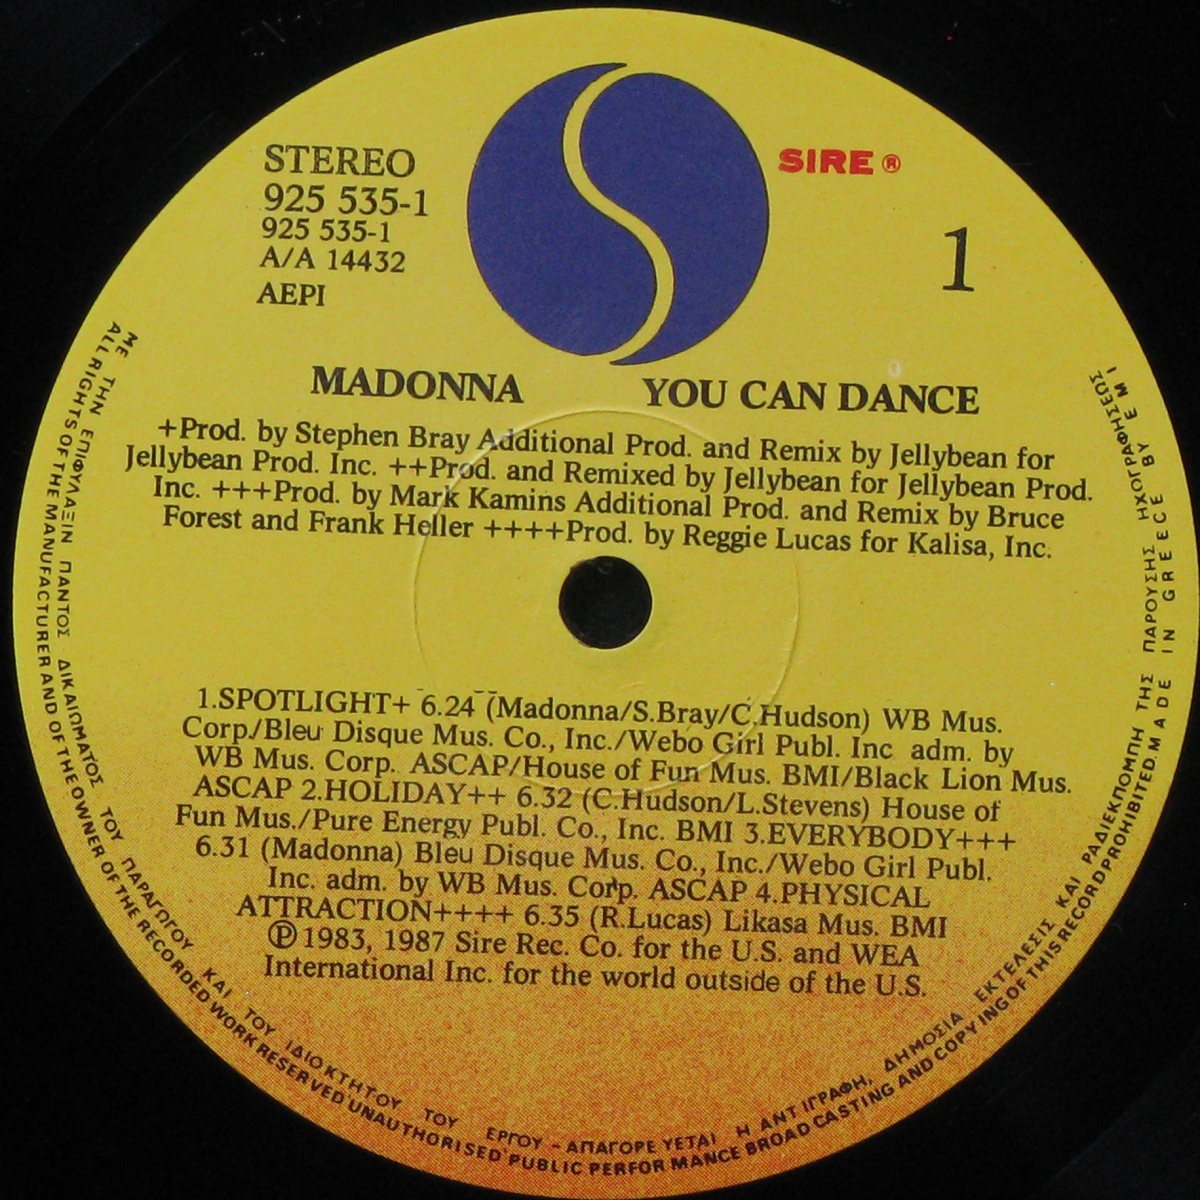 STEREO
925 535-1
925 535-1
A/A 14432
AEPI
SIRE ®
1
MADONNA YOU CAN DANCE
+Prod. by Stephen Bray Additional Prod. and Remix by Jellybean for
Jellybean Prod. Inc. ++Prod. and Remixed by Jellybean for Jellybean Prod.
Inc. +++Prod. by Mark Kamins Additional Prod. and Remix by Bruce
Forest and Frank Heller ++++Prod. by Reggie Lucas for Kalisa, Inc.
1.SPOTLIGHT+ 6.24 (Madonna/S.Bray/C.Hudson) WB Mus.
Corp./Bleu Disque Mus. Co., Inc./Webo Girl Publ. Inc adm. by
WB Mus. Corp. ASCAP/House of Fun Mus. BMI/Black Lion Mus.
ASCAP 2.HOLIDAY++ 6.32 (C.Hudson/L.Stevens) House of
Fun Mus./Pure Energy Publ. Co., Inc. BMI 3.EVERYBODY+++
6.31 (Madonna) Bleu Disque Mus. Co., Inc./Webo Girl Publ.
Inc. adm. by WB Mus. Corp. ASCAP 4.PHYSICAL
ATTRACTION++++ 6.35 (R.Lucas) Likasa Mus. BMI
℗1983, 1987 Sire Rec. Co. for the U.S. and WEA
International Inc. for the world outside of the U.S.
ΜΕ ΤΗΝ ΕΠΙΦΥΛΑΞΙΝ ΠΑΝΤΟΣ ΔΙΚΑΙΩΜΑΤΟΣ ΤΟΥ ΠΑΡΑΓΩΓΟΥ ΚΑΙ ΤΟΥ ΙΔΙΟΚΤΗΤΟΥ ΤΟΥ ΕΡΓΟΥ – ΑΠΑΓΟΡΕΥΕΤΑΙ Η ΑΝΤΙΓΡΑΦΗ, ΔΗΜΟΣΙΑ ΕΚΤΕΛΕΣΙΣ ΚΑΙ ΡΑΔΙΕΚΠΟΜΠΗ ΤΗΣ ΠΑΡΟΥΣΗΣ ΗΧΟΓΡΑΦΗΣΕΩΣ
ALL RIGHTS OF THE MANUFACTURER AND OF THE OWNER OF THE RECORDED WORK RESERVED UNAUTHORISED PUBLIC PERFORMANCE BROADCASTING AND COPYING OF THIS RECORD PROHIBITED. MADE IN GREECE BY EMI